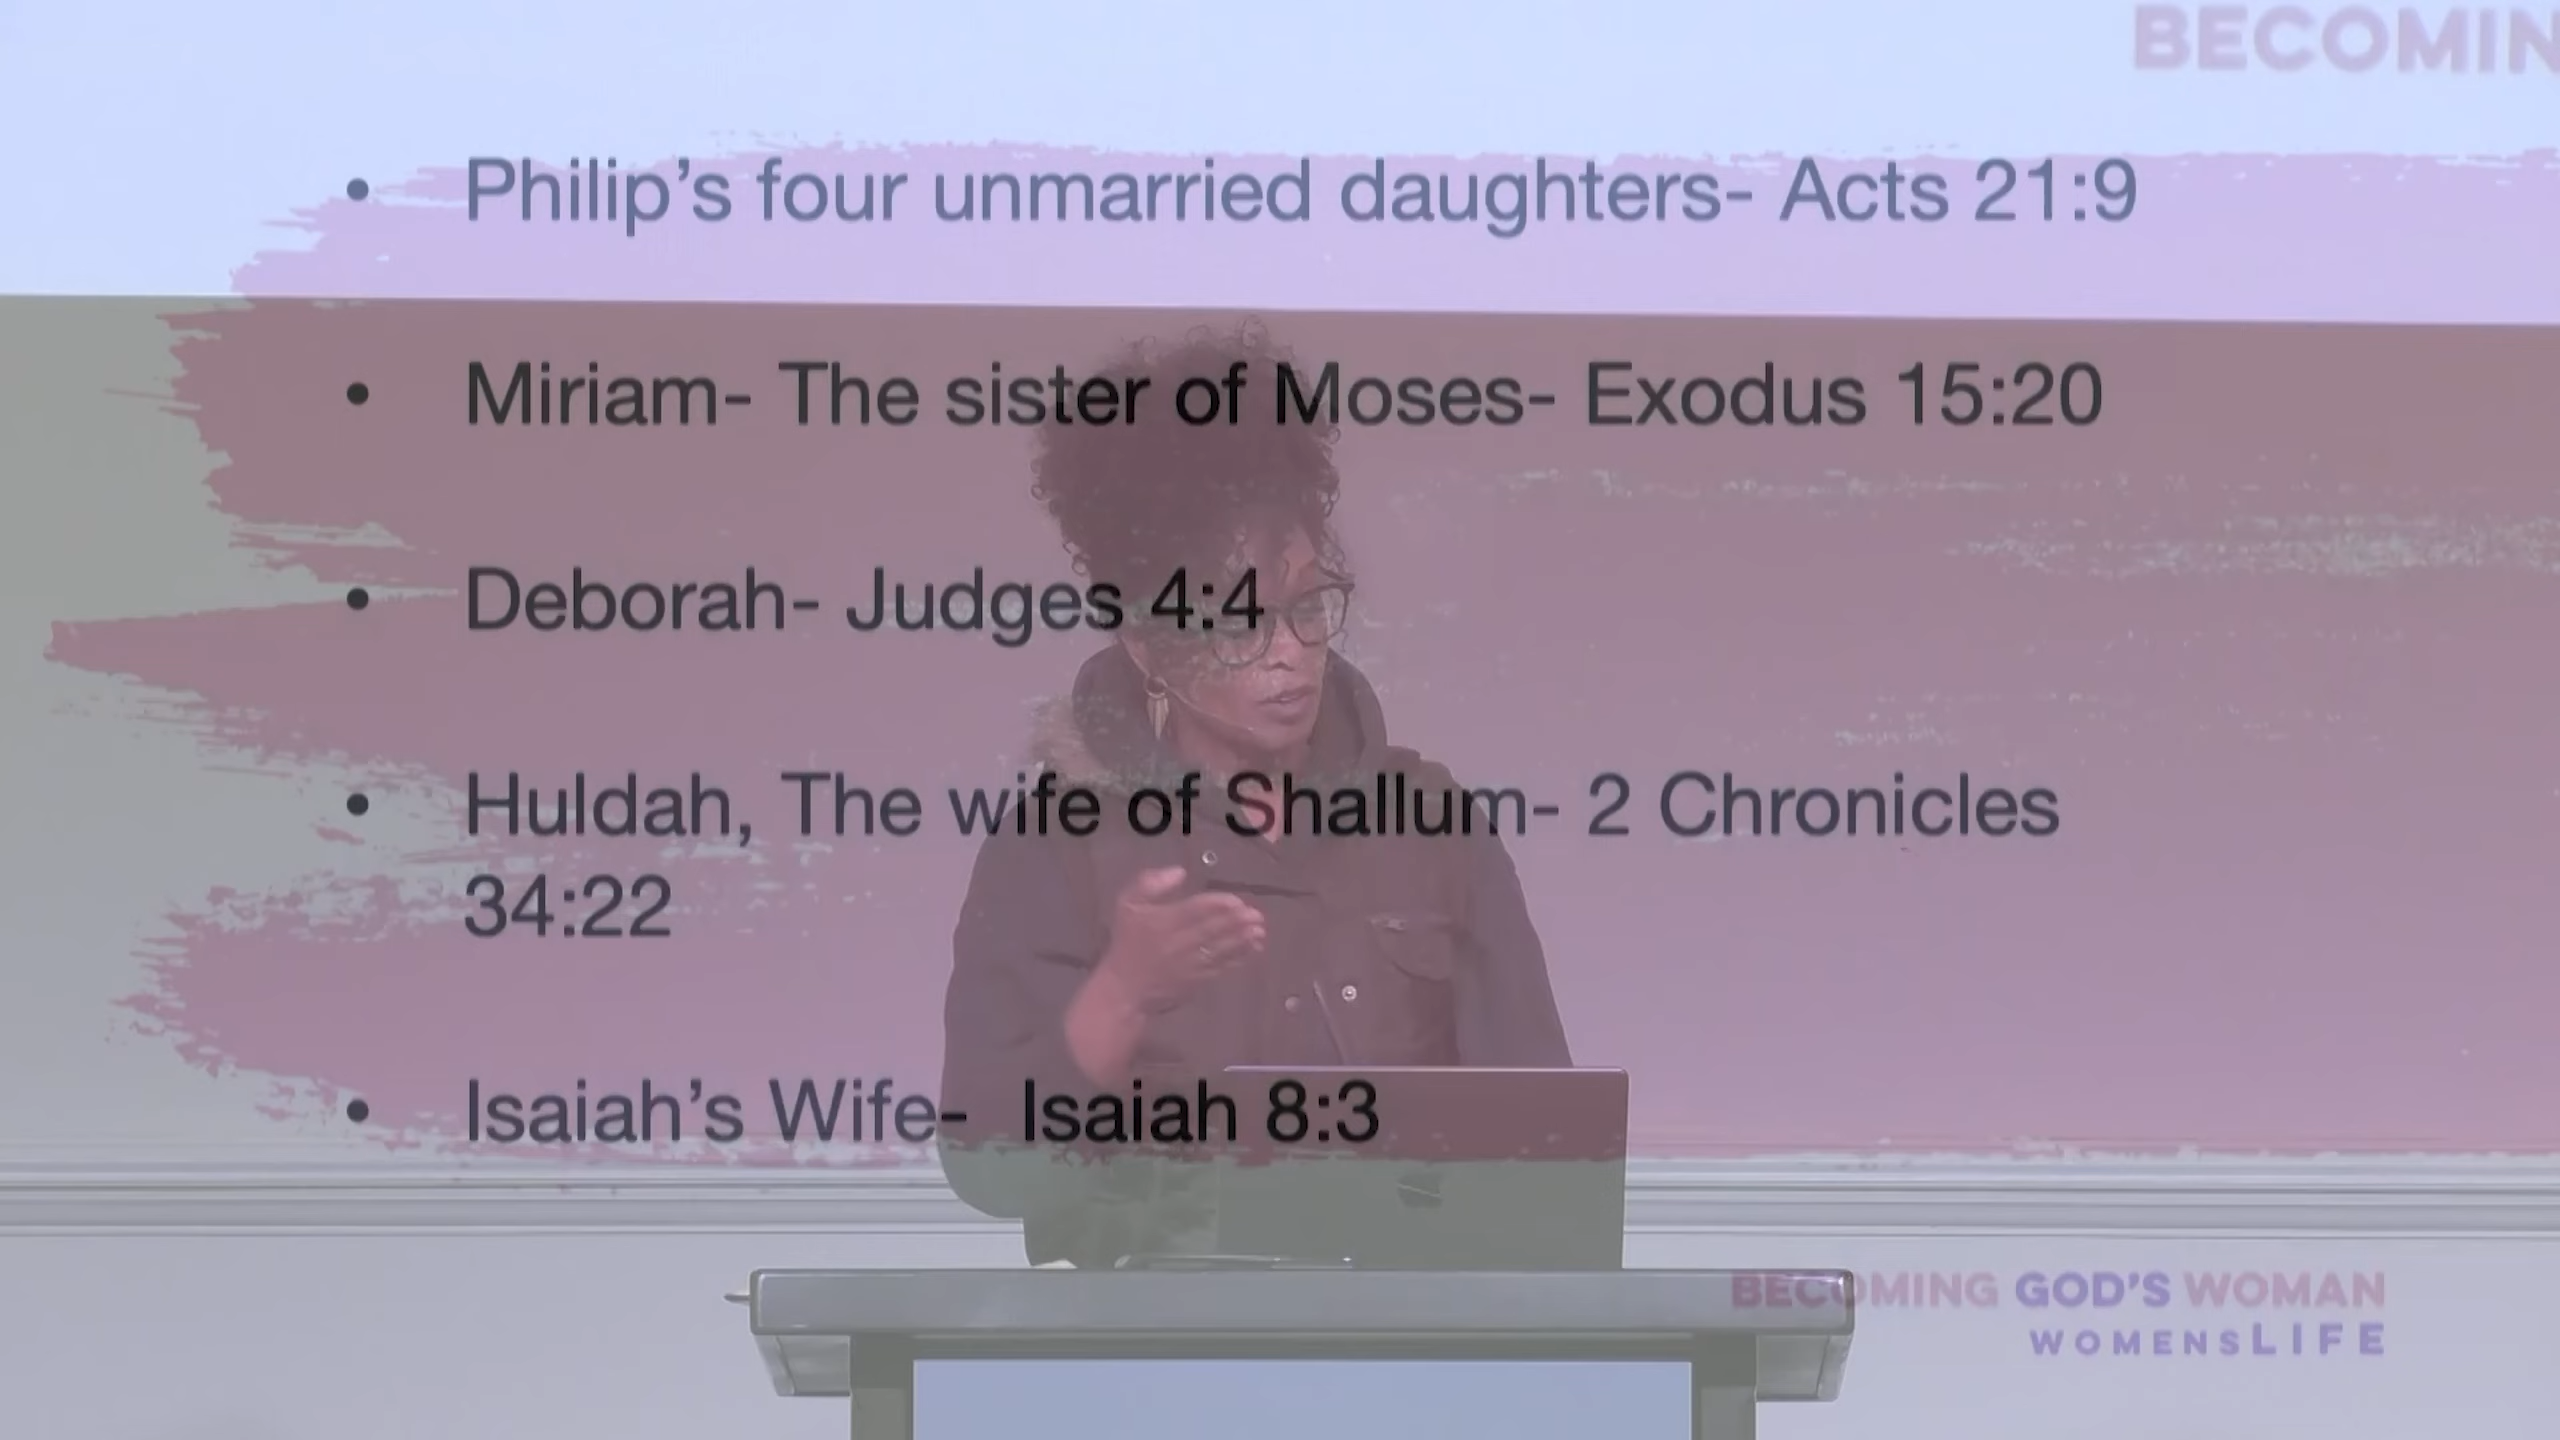 BECOMIN
• Philip’s four unmarried daughters- Acts 21:9
• Miriam- The sister of Moses- Exodus 15:20
• Deborah- Judges 4:4
• Huldah, The wife of Shallum- 2 Chronicles
34:22
• Isaiah’s Wife- Isaiah 8:3
BECOMING GOD'S WOMAN
WOMENSLIFE